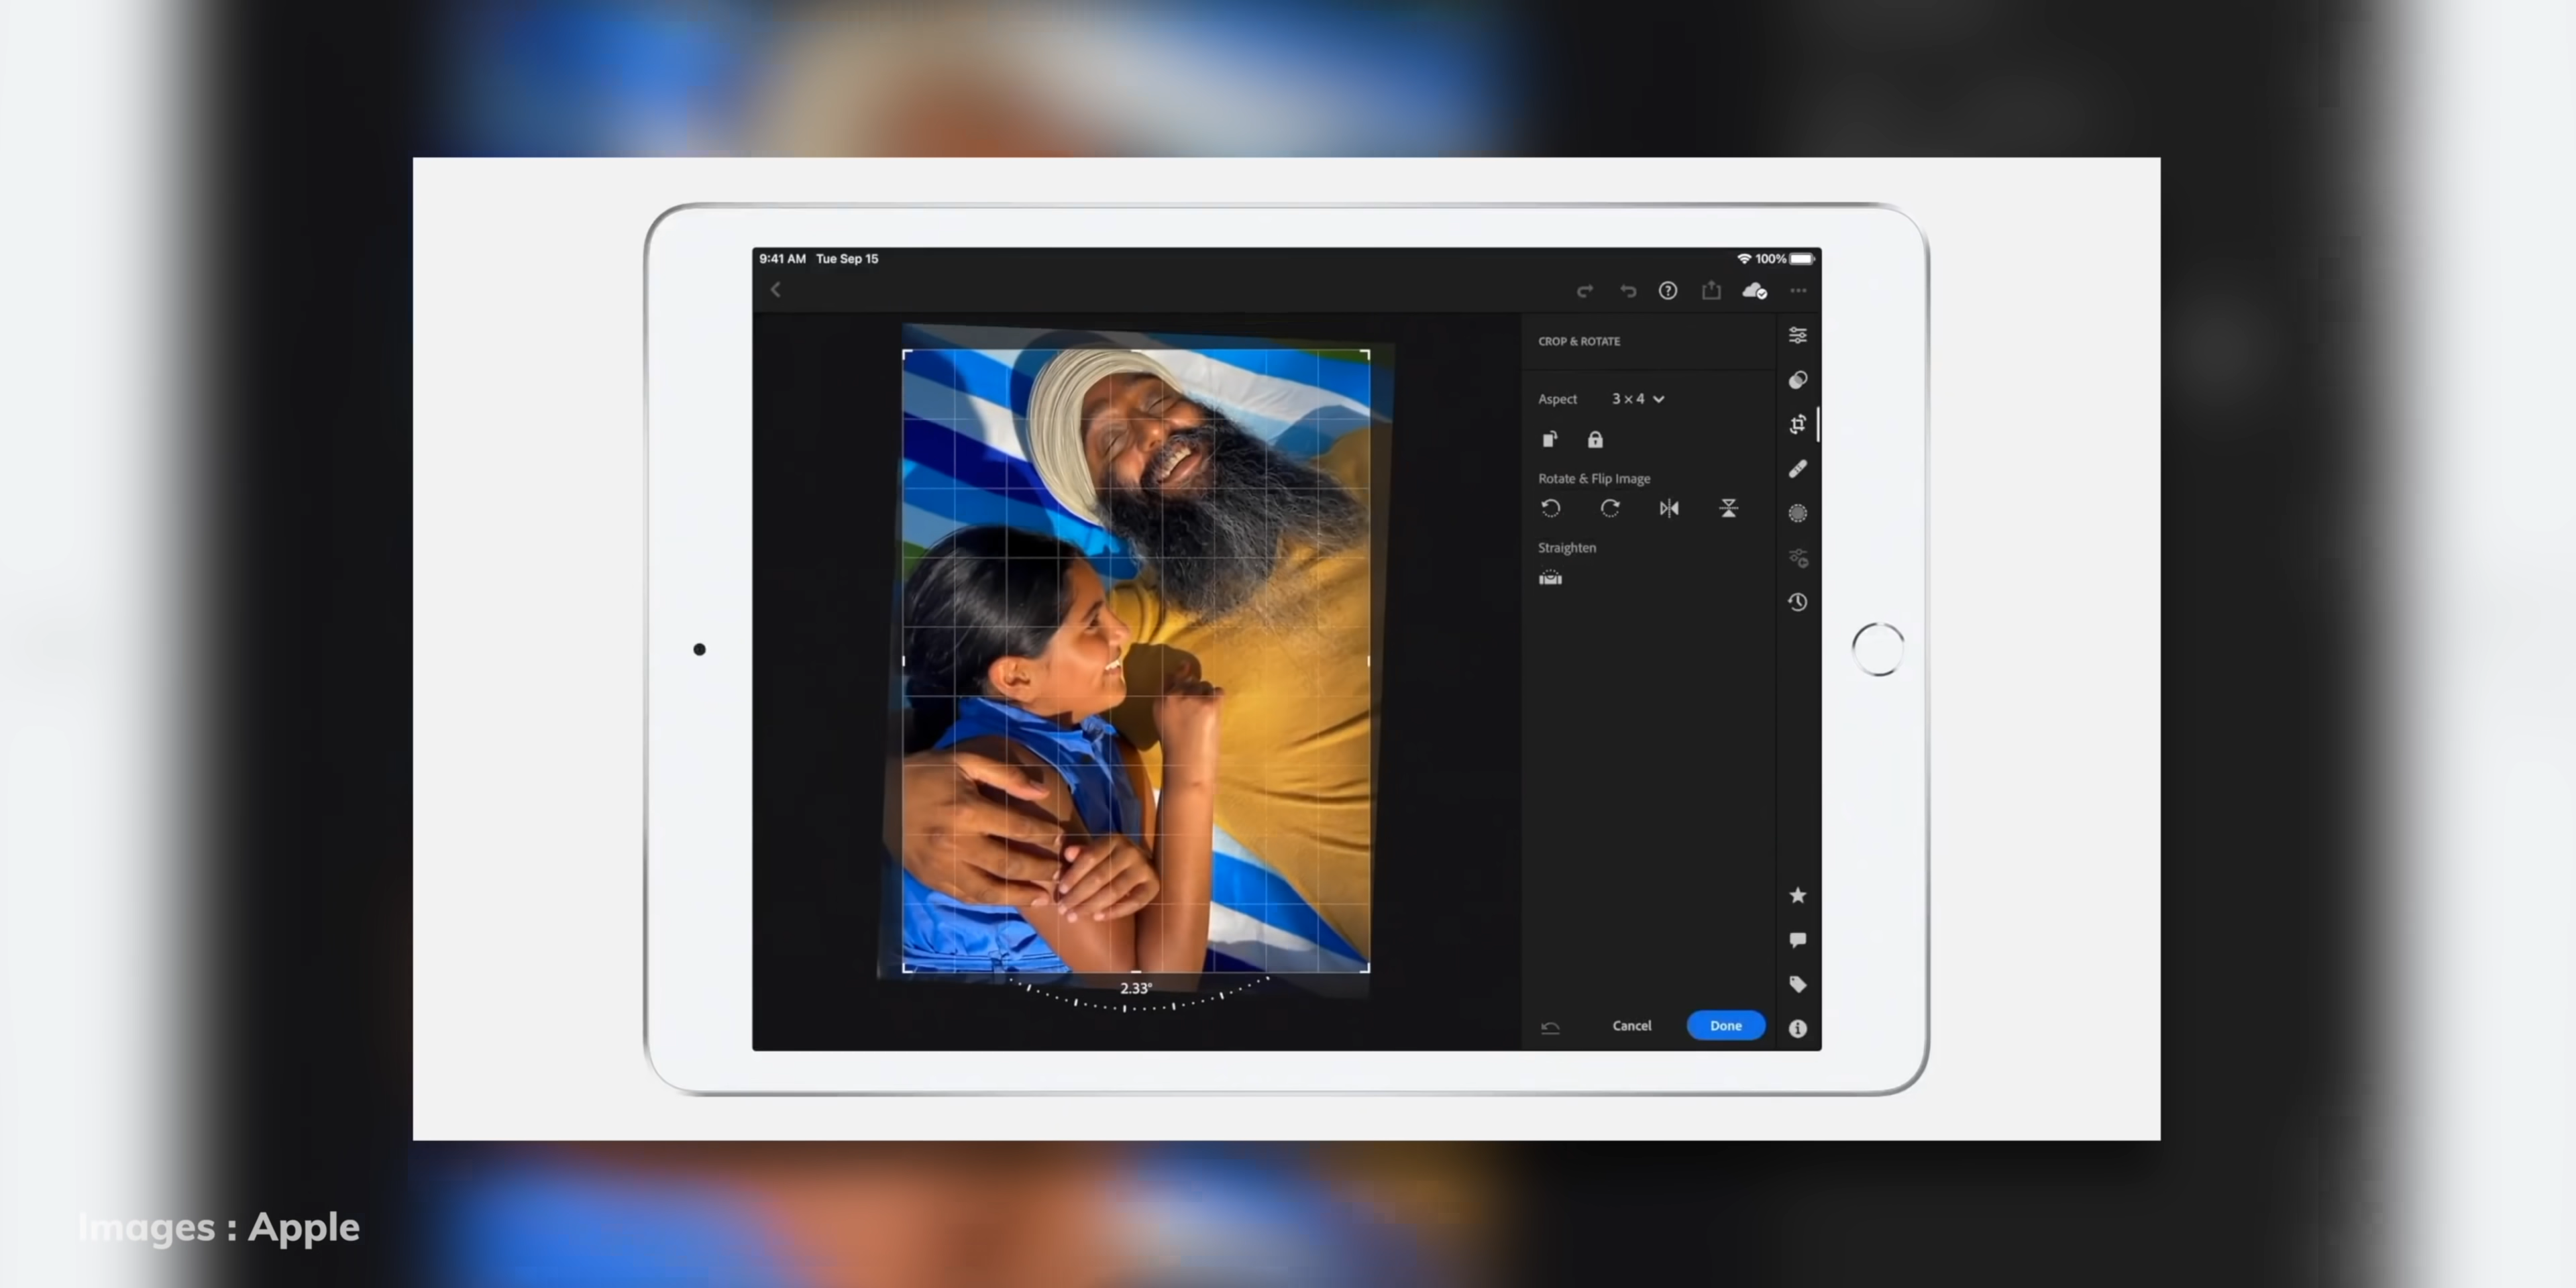 9:41 AM Tue Sep 15
100%
CROP & ROTATE
Aspect 3 × 4
Rotate & Flip Image
Straighten
2.33°
Cancel Done
Images : Apple